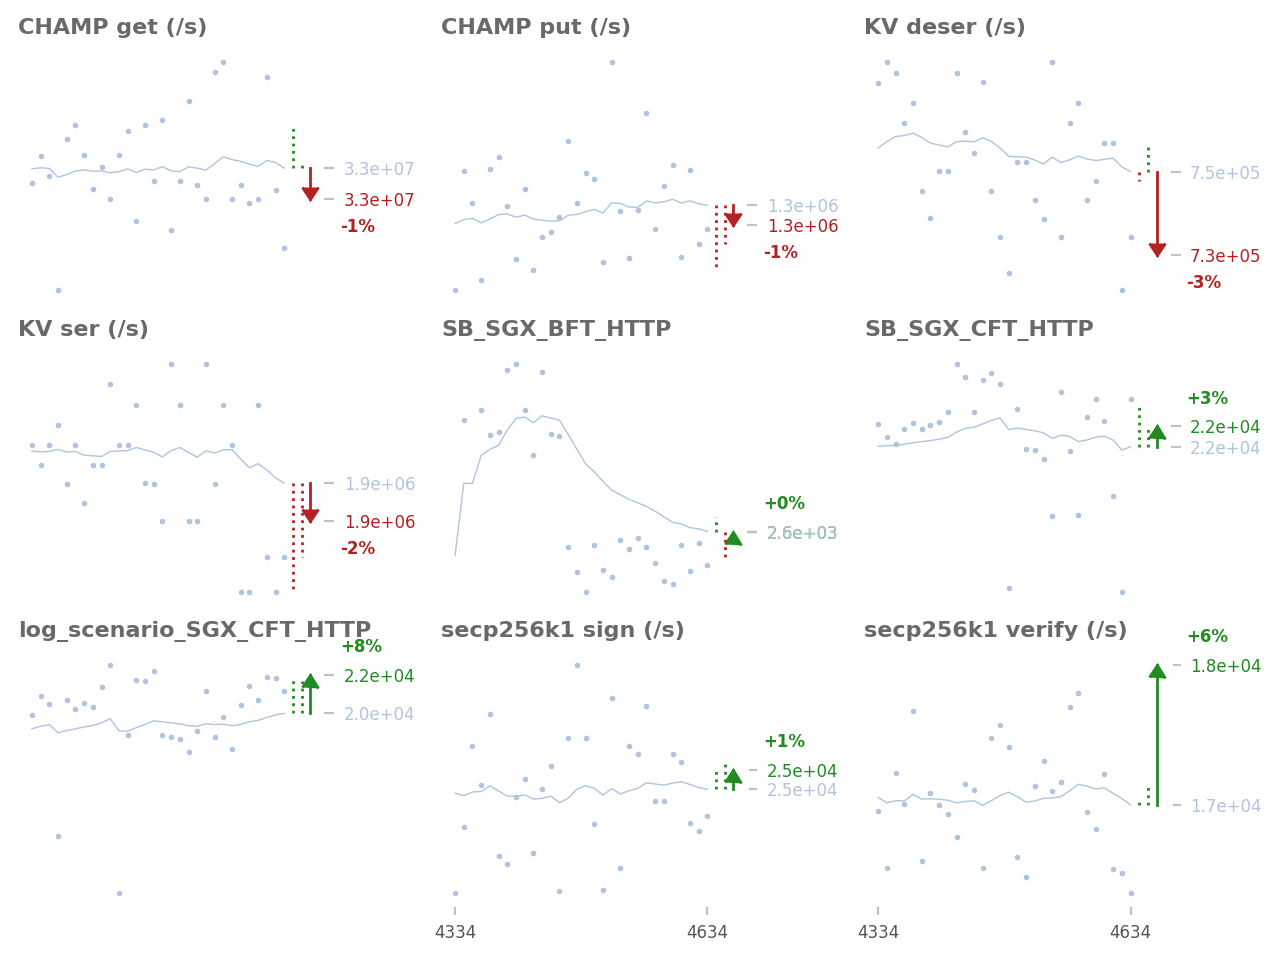 CHAMP get (/s)
3.3e+07
3.3e+07
-1%
CHAMP put (/s)
1.3e+06
1.3e+06
-1%
KV deser (/s)
7.5e+05
7.3e+05
-3%
KV ser (/s)
1.9e+06
1.9e+06
-2%
SB_SGX_BFT_HTTP
+0%
2.6e+03
SB_SGX_CFT_HTTP
+3%
2.2e+04
2.2e+04
log_scenario_SGX_CFT_HTTP
+8%
2.2e+04
2.0e+04
secp256k1 sign (/s)
+1%
2.5e+04
2.5e+04
4334
4634
secp256k1 verify (/s)
+6%
1.8e+04
1.7e+04
4334
4634